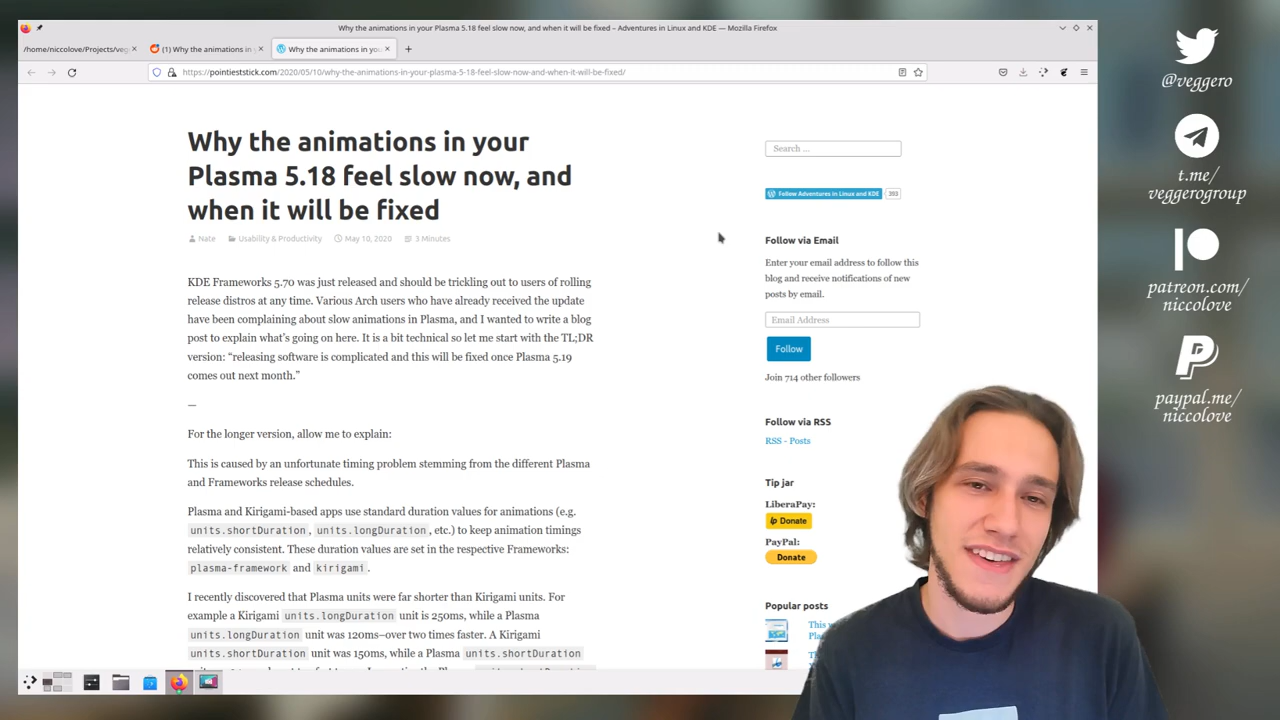 Why the animations in your Plasma 5.18 feel slow now, and when it will be fixed – Adventures in Linux and KDE — Mozilla Firefox
/home/niccolove/Projects/veg
(1) Why the animations in y
Why the animations in you
https://pointieststick.com/2020/05/10/why-the-animations-in-your-plasma-5-18-feel-slow-now-and-when-it-will-be-fixed/
Why the animations in your
Plasma 5.18 feel slow now, and
when it will be fixed
Nate Usability & Productivity May 10, 2020 3 Minutes
KDE Frameworks 5.70 was just released and should be trickling out to users of rolling
release distros at any time. Various Arch users who have already received the update
have been complaining about slow animations in Plasma, and I wanted to write a blog
post to explain what's going on here. It is a bit technical so let me start with the TL;DR
version: “releasing software is complicated and this will be fixed once Plasma 5.19
comes out next month.”
—
For the longer version, allow me to explain:
This is caused by an unfortunate timing problem stemming from the different Plasma
and Frameworks release schedules.
Plasma and Kirigami-based apps use standard duration values for animations (e.g.
units.shortDuration, units.longDuration, etc.) to keep animation timings
relatively consistent. These duration values are set in the respective Frameworks:
plasma-framework and kirigami.
I recently discovered that Plasma units were far shorter than Kirigami units. For
example a Kirigami units.longDuration unit is 250ms, while a Plasma
units.longDuration unit was 120ms–over two times faster. A Kirigami
units.shortDuration unit was 150ms, while a Plasma units.shortDuration
Search ...
Follow Adventures in Linux and KDE 393
Follow via Email
Enter your email address to follow this
blog and receive notifications of new
posts by email.
Email Address
Follow
Join 714 other followers
Follow via RSS
RSS - Posts
Tip jar
LiberaPay:
Donate
PayPal:
Donate
Popular posts
This
Pla
@veggero
t.me/
veggerogroup
patreon.com/
niccolove
paypal.me/
niccolove